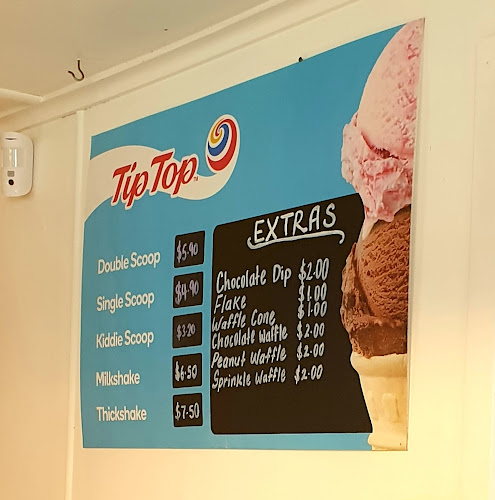 Tip Top
Double Scoop $5.90
Single Scoop $4.90
Kiddie Scoop $3.20
Milkshake $6.50
Thickshake $7.50
EXTRAS
Chocolate Dip $2.00
Flake $1.00
Waffle Cone $1.00
Chocolate Waffle $2.00
Peanut Waffle $2.00
Sprinkle Waffle $2.00